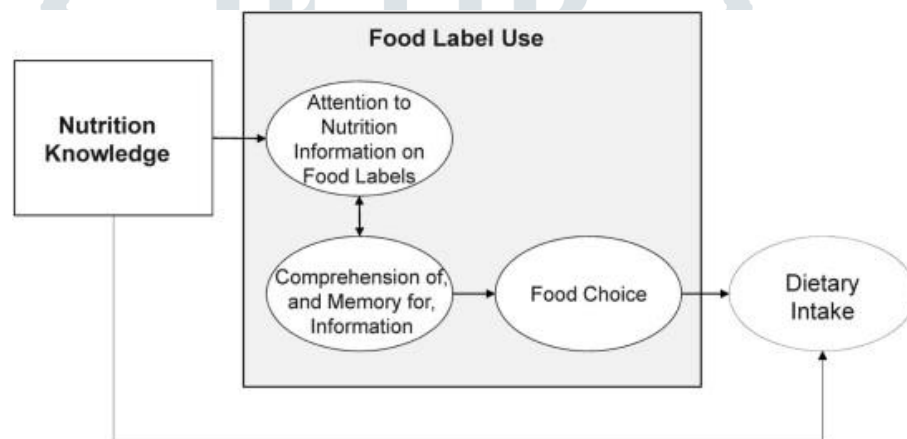 Food Label Use
Nutrition
Knowledge
Attention to
Nutrition
Information on
Food Labels
Comprehension of,
and Memory for,
Information
Food Choice
Dietary
Intake